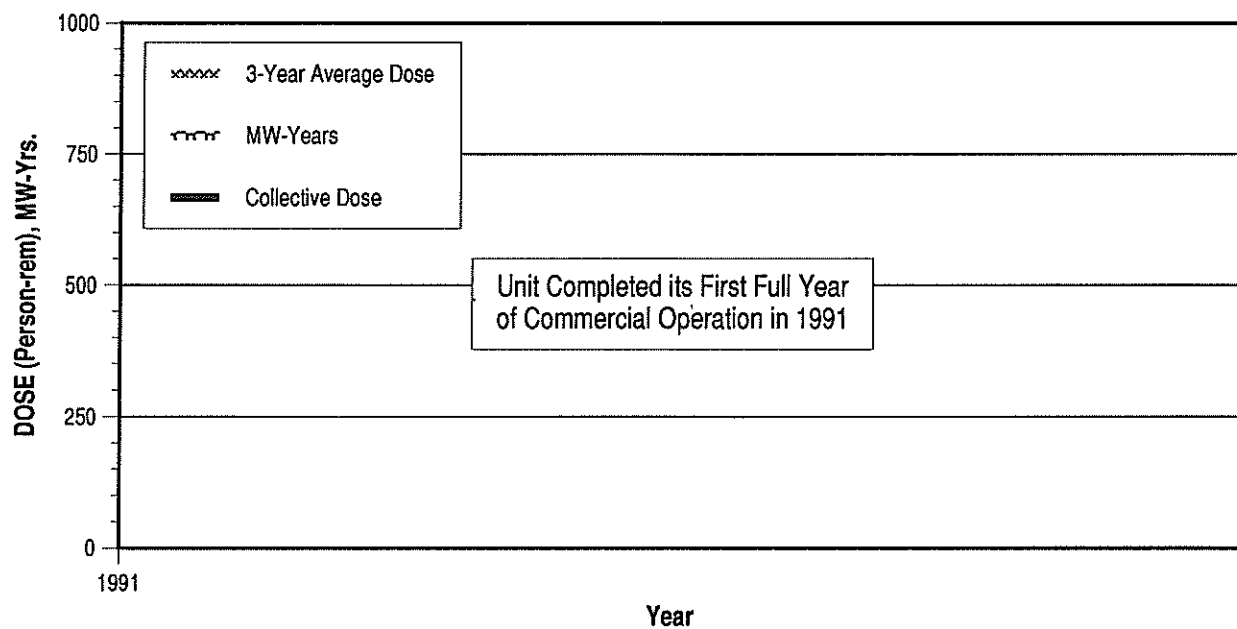 DOSE (Person-rem), MW-Yrs.
1000
750
500
250
0
3-Year Average Dose
MW-Years
Collective Dose
Unit Completed its First Full Year
of Commercial Operation in 1991
1991
Year